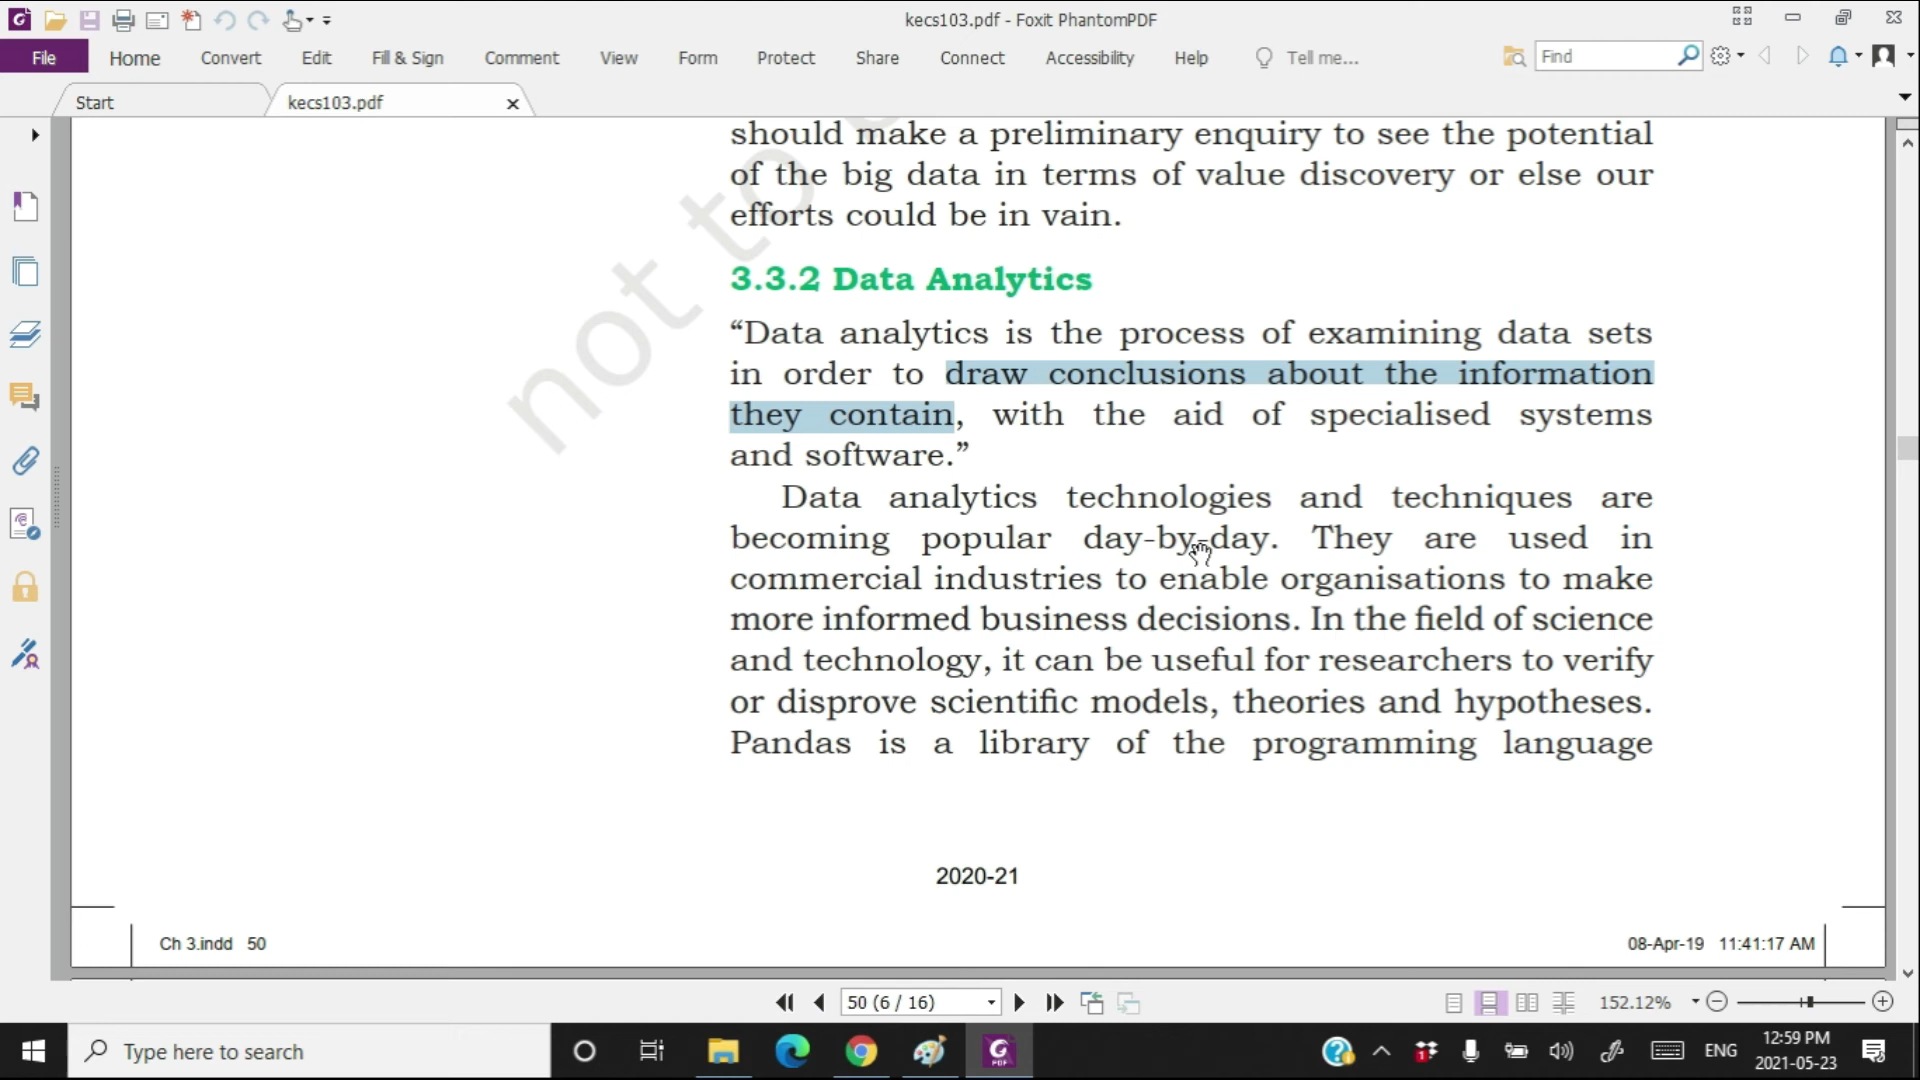 kecs103.pdf - Foxit PhantomPDF
File Home Convert Edit Fill & Sign Comment View Form Protect Share Connect Accessibility Help Tell me... Find
Start kecs103.pdf
should make a preliminary enquiry to see the potential
of the big data in terms of value discovery or else our
efforts could be in vain.
3.3.2 Data Analytics
“Data analytics is the process of examining data sets
in order to draw conclusions about the information
they contain, with the aid of specialised systems
and software.”
Data analytics technologies and techniques are
becoming popular day-by-day. They are used in
commercial industries to enable organisations to make
more informed business decisions. In the field of science
and technology, it can be useful for researchers to verify
or disprove scientific models, theories and hypotheses.
Pandas is a library of the programming language
not to
2020-21
Ch 3.indd 50 08-Apr-19 11:41:17 AM
50 (6 / 16) 152.12%
Type here to search ENG 12:59 PM
2021-05-23